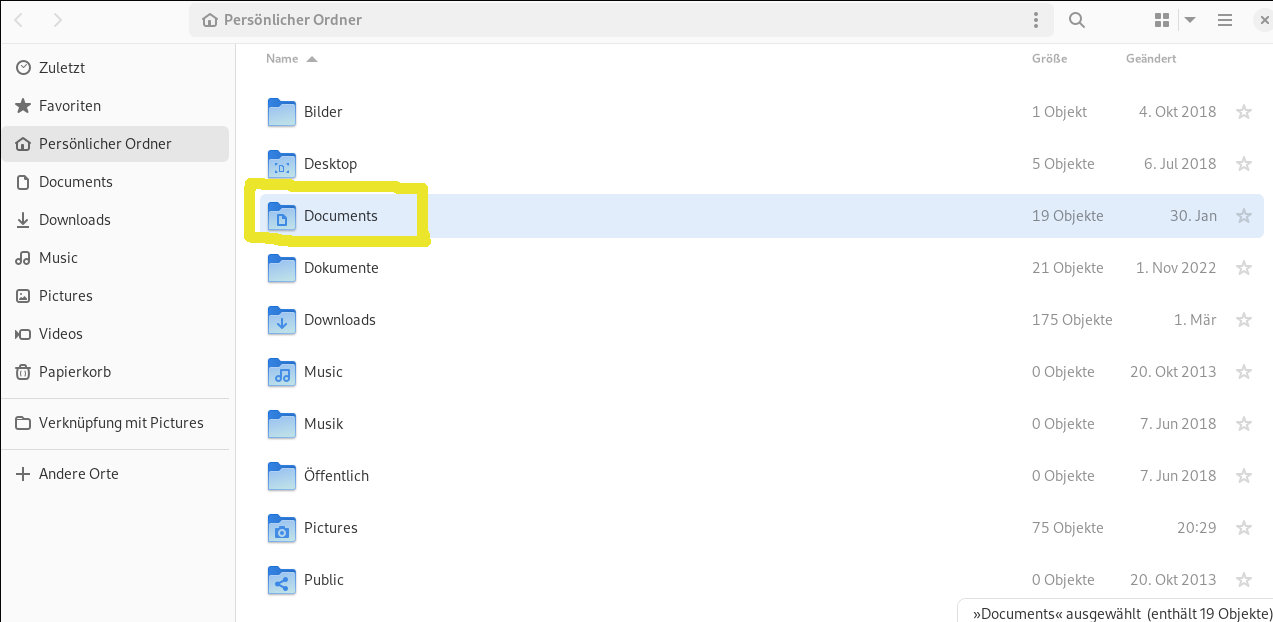 Persönlicher Ordner
Zuletzt
Favoriten
Persönlicher Ordner
Documents
Downloads
Music
Pictures
Videos
Papierkorb
Verknüpfung mit Pictures
Andere Orte
Name Größe Geändert
Bilder 1 Objekt 4. Okt 2018
Desktop 5 Objekte 6. Jul 2018
Documents 19 Objekte 30. Jan
Dokumente 21 Objekte 1. Nov 2022
Downloads 175 Objekte 1. Mär
Music 0 Objekte 20. Okt 2013
Musik 0 Objekte 7. Jun 2018
Öffentlich 0 Objekte 7. Jun 2018
Pictures 75 Objekte 20:29
Public 0 Objekte 20. Okt 2013
»Documents« ausgewählt (enthält 19 Objekte)